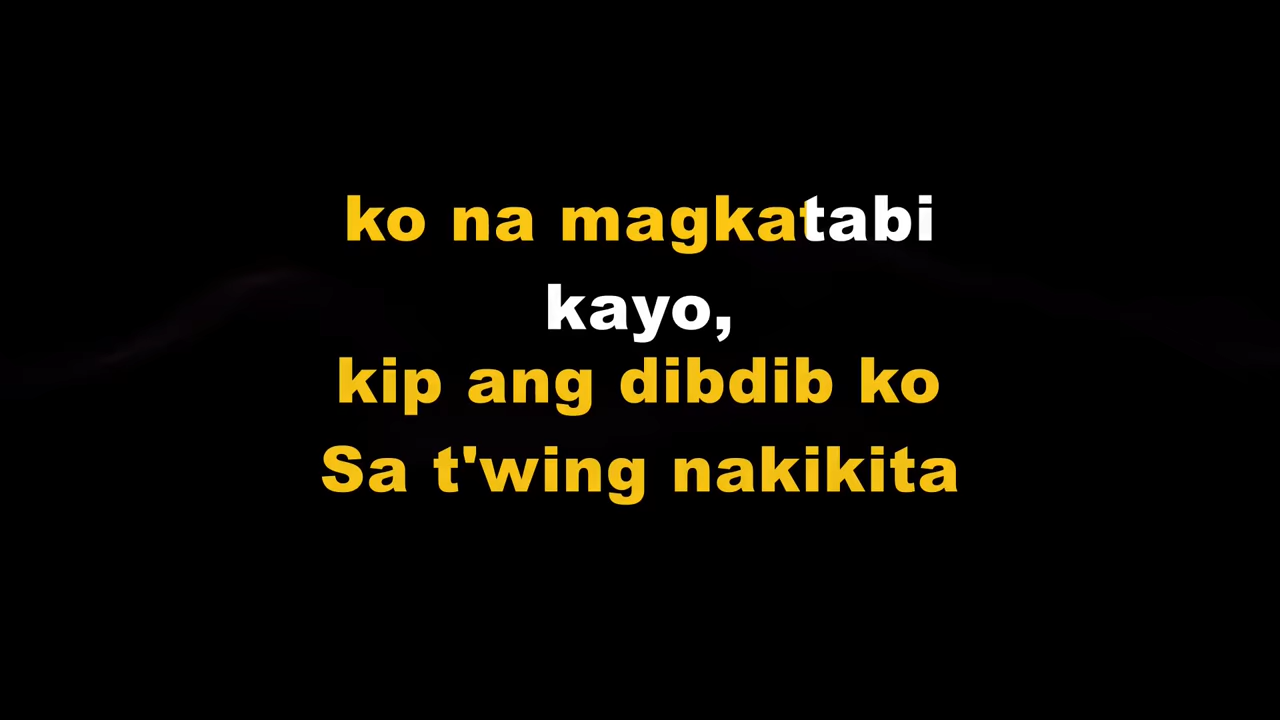 ko na magkatabi
kayo,
kip ang dibdib ko
Sa t'wing nakikita